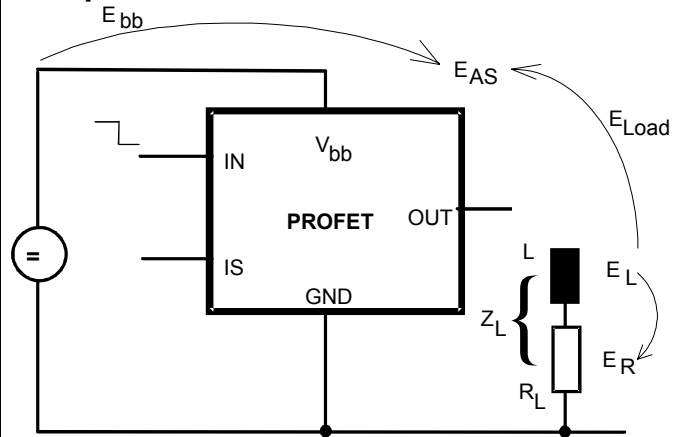 E bb
E AS
E Load
V bb
IN
PROFET
OUT
IS
L
E L
GND
Z L {
E R
R L
=